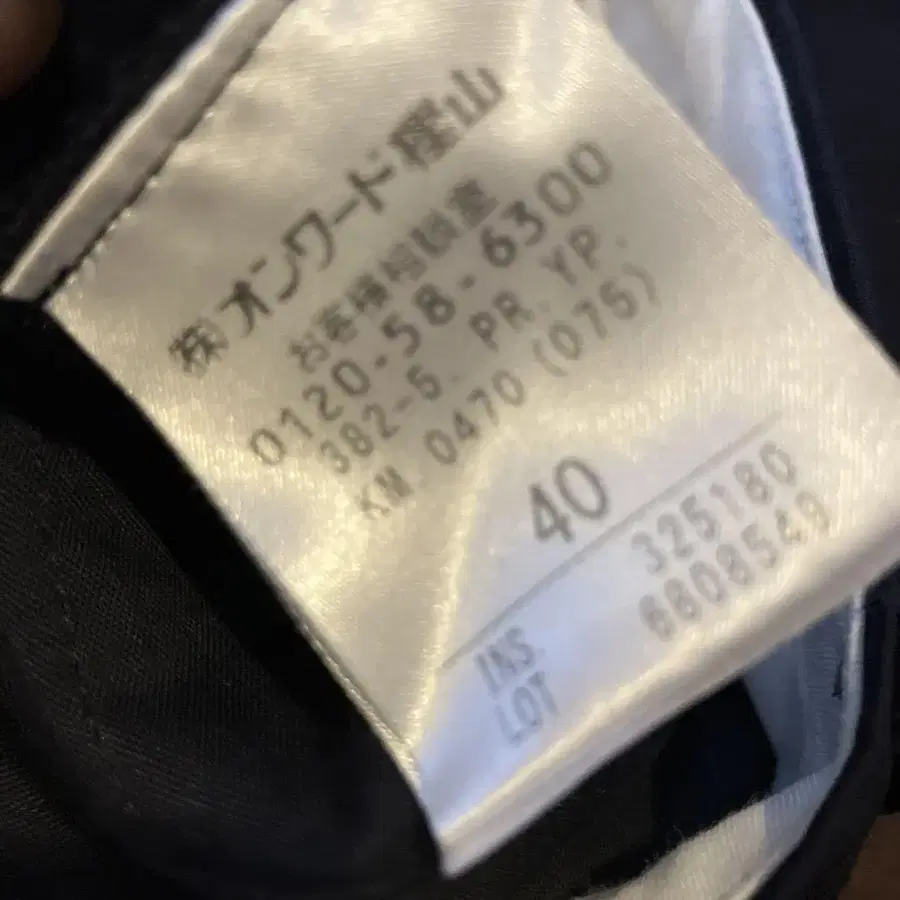 ㈱オンワード樫山
お客様相談室
0120-58-6300
382-5. PR. YP.
KW 0470 (075)
40
INS. 325180
LOT 6608549